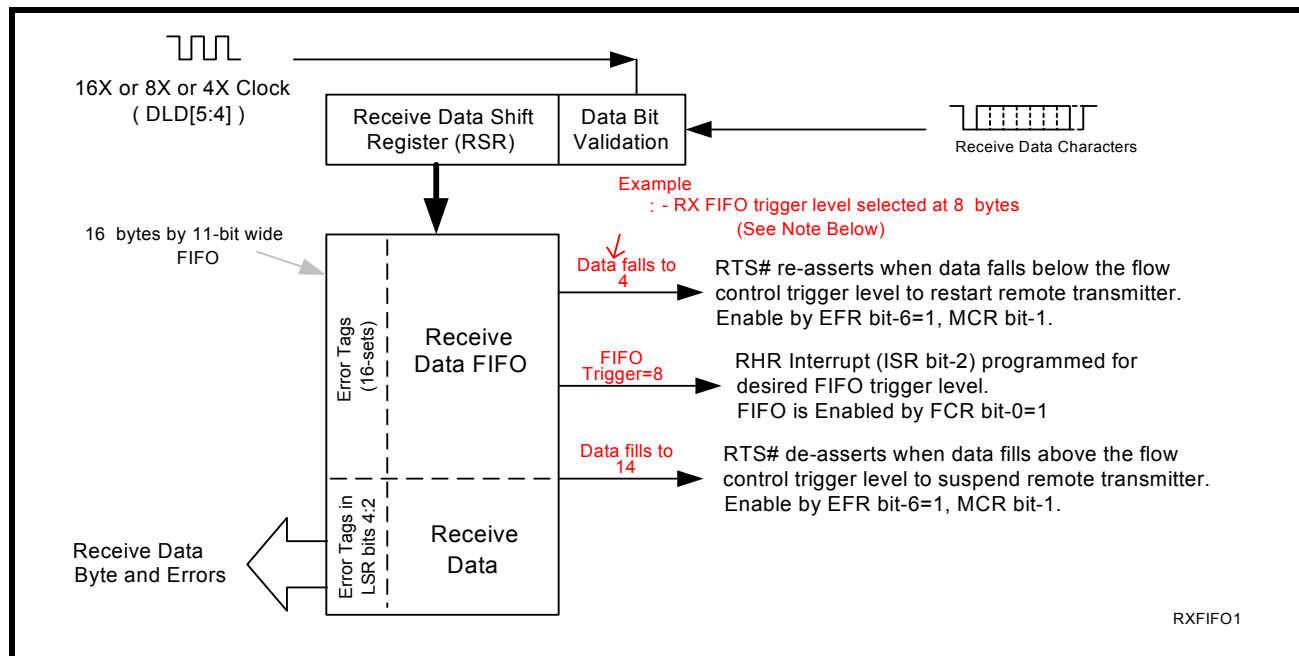 16X or 8X or 4X Clock
( DLD[5:4] )
Receive Data Shift
Register (RSR)
Data Bit
Validation
Receive Data Characters
Example
: - RX FIFO trigger level selected at 8 bytes
(See Note Below)
16 bytes by 11-bit wide
FIFO
Error Tags
(16-sets)
Receive
Data FIFO
Data falls to
4
RTS# re-asserts when data falls below the flow
control trigger level to restart remote transmitter.
Enable by EFR bit-6=1, MCR bit-1.
FIFO
Trigger=8
RHR Interrupt (ISR bit-2) programmed for
desired FIFO trigger level.
FIFO is Enabled by FCR bit-0=1
Data fills to
14
RTS# de-asserts when data fills above the flow
control trigger level to suspend remote transmitter.
Enable by EFR bit-6=1, MCR bit-1.
Error Tags in
LSR bits 4:2
Receive
Data
Receive Data
Byte and Errors
RXFIFO1